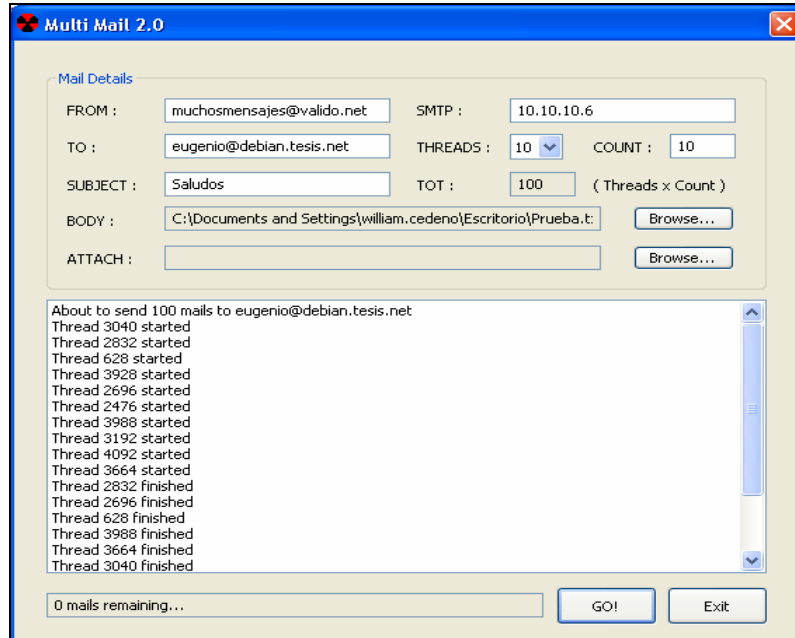 Multi Mail 2.0
Mail Details
FROM : muchosmensajes@valido.net SMTP : 10.10.10.6
TO : eugenio@debian.tesis.net THREADS : 10 COUNT : 10
SUBJECT : Saludos TOT : 100 ( Threads x Count )
BODY : C:\Documents and Settings\william.cedeno\Escritorio\Prueba.t: Browse...
ATTACH : Browse...
About to send 100 mails to eugenio@debian.tesis.net
Thread 3040 started
Thread 2832 started
Thread 628 started
Thread 3928 started
Thread 2696 started
Thread 2476 started
Thread 3988 started
Thread 3192 started
Thread 4092 started
Thread 3664 started
Thread 2832 finished
Thread 2696 finished
Thread 628 finished
Thread 3988 finished
Thread 3664 finished
Thread 3040 finished
0 mails remaining... GO! Exit